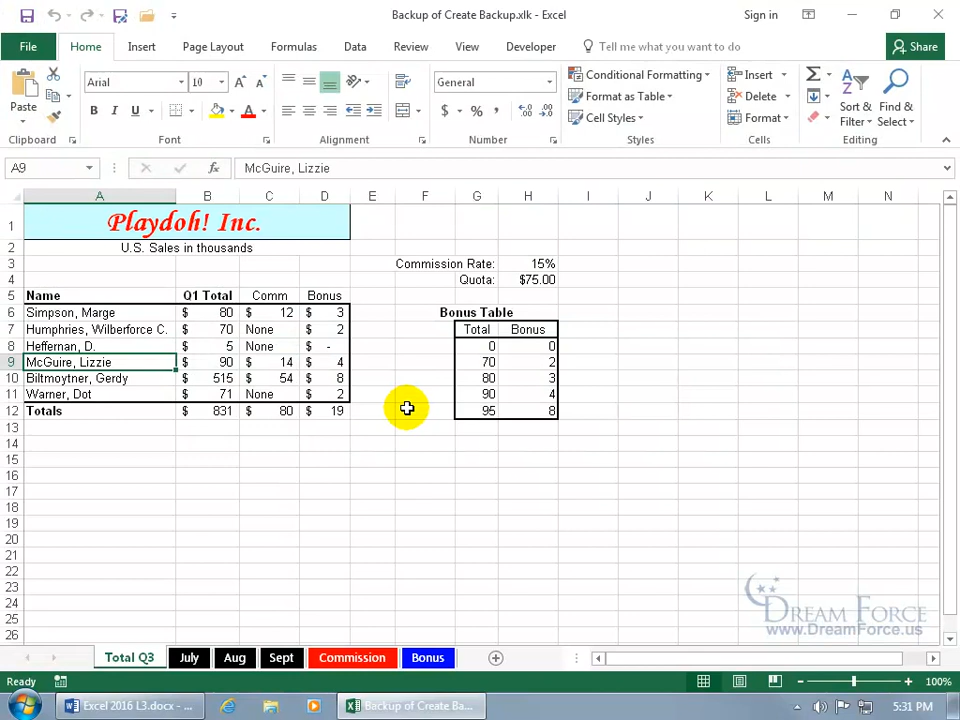 Backup of Create Backup.xlk - Excel
Sign in
File Home Insert Page Layout Formulas Data Review View Developer Tell me what you want to do Share
Paste
Arial 10
General
Conditional Formatting
Format as Table
Cell Styles
Insert
Delete
Format
Sort & Filter
Find & Select
Clipboard Font Alignment Number Styles Cells Editing
A9 McGuire, Lizzie
A B C D E F G H I J K L M N
1 Playdoh! Inc.
2 U.S. Sales in thousands
3 Commission Rate: 15%
4 Quota: $75.00
5 Name Q1 Total Comm Bonus
6 Simpson, Marge $ 80 $ 12 $ 3 Bonus Table
7 Humphries, Wilberforce C. $ 70 None $ 2 Total Bonus
8 Heffernan, D. $ 5 None $ - 0 0
9 McGuire, Lizzie $ 90 $ 14 $ 4 70 2
10 Biltmoytner, Gerdy $ 515 $ 54 $ 8 80 3
11 Warner, Dot $ 71 None $ 2 90 4
12 Totals $ 831 $ 80 $ 19 95 8
13
14
15
16
17
18
19
20
21
22
23
24
25
26
DREAM FORCE
www.DreamForce.us
Total Q3 July Aug Sept Commission Bonus
Ready 100%
Excel 2016 L3.docx - ... Backup of Create Ba... 5:31 PM